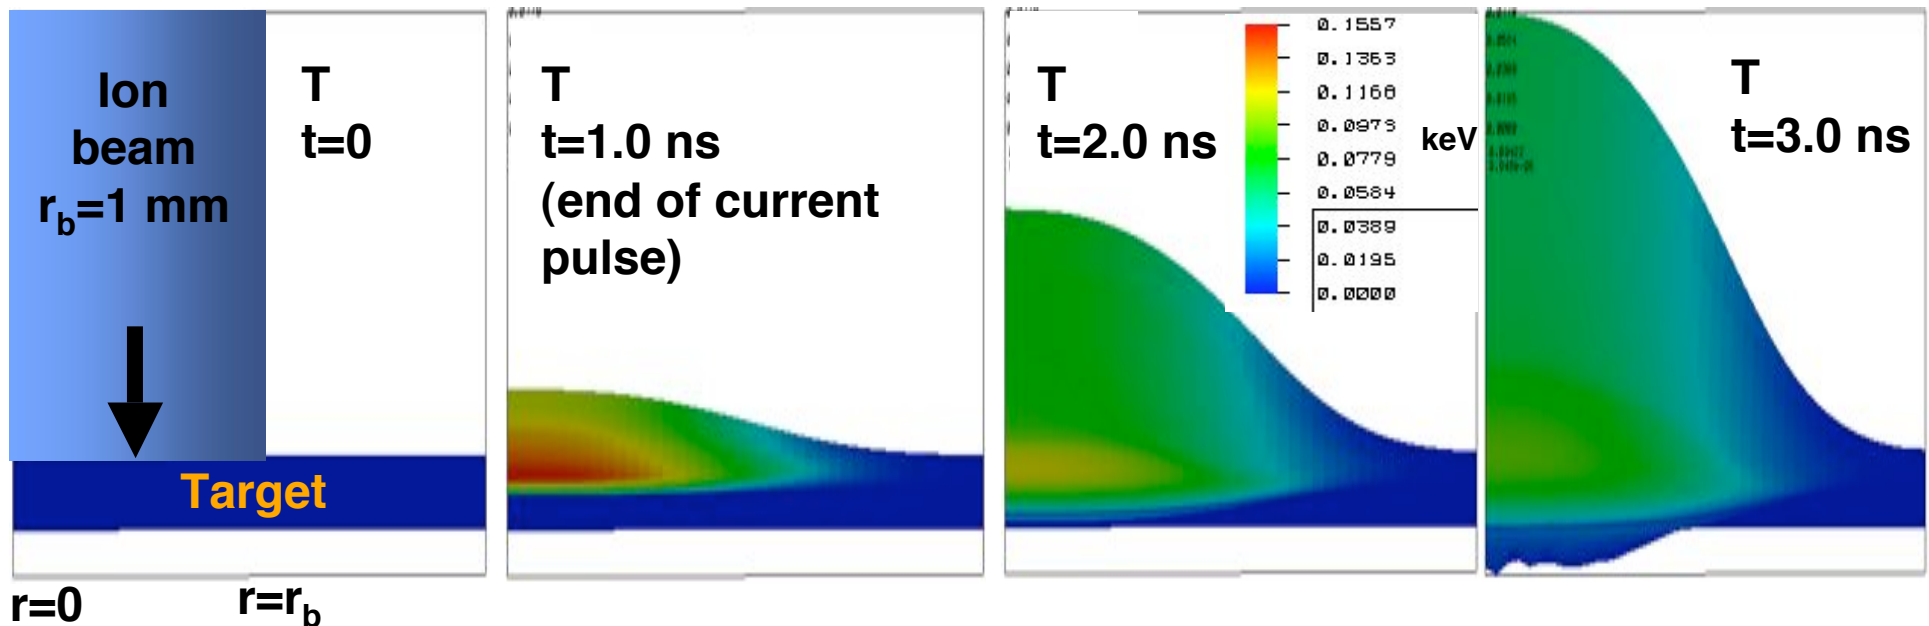 Ion
beam
r_b=1 mm
T
t=0
Target
r=0
r=r_b
T
t=1.0 ns
(end of current
pulse)
T
t=2.0 ns
0.1557
0.1363
0.1168
0.0973
0.0779
0.0584
0.0389
0.0195
0.0000
keV
T
t=3.0 ns